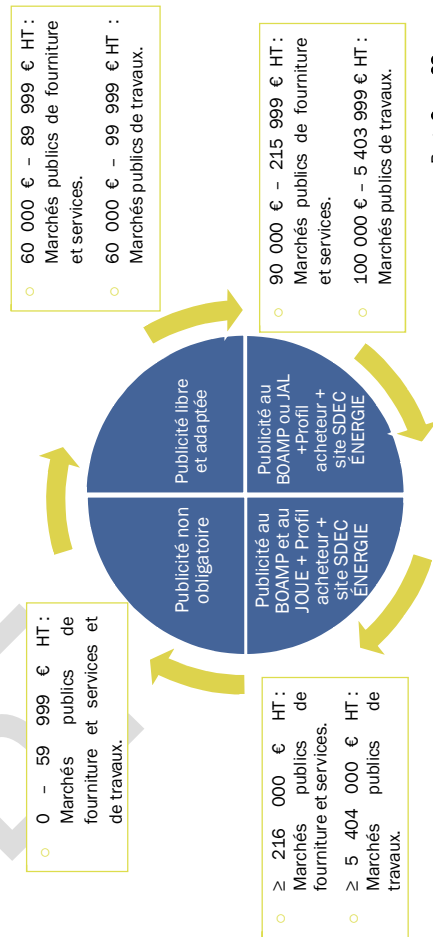 0 – 59 999 € HT :
Marchés publics de
fourniture et services et
de travaux.
60 000 € – 89 999 € HT :
Marchés publics de fourniture
et services.
60 000 € – 99 999 € HT :
Marchés publics de travaux.
Publicité non
obligatoire
Publicité libre
et adaptée
Publicité au
BOAMP et au
JOUE + Profil
acheteur +
site SDEC
ÉNERGIE
Publicité au
BOAMP ou JAL
+Profil
acheteur +
site SDEC
ÉNERGIE
≥ 216 000 € HT :
Marchés publics de
fourniture et services.
≥ 5 404 000 € HT :
Marchés publics de
travaux.
90 000 € – 215 999 € HT :
Marchés publics de fourniture
et services.
100 000 € – 5 403 999 € HT :
Marchés publics de travaux.